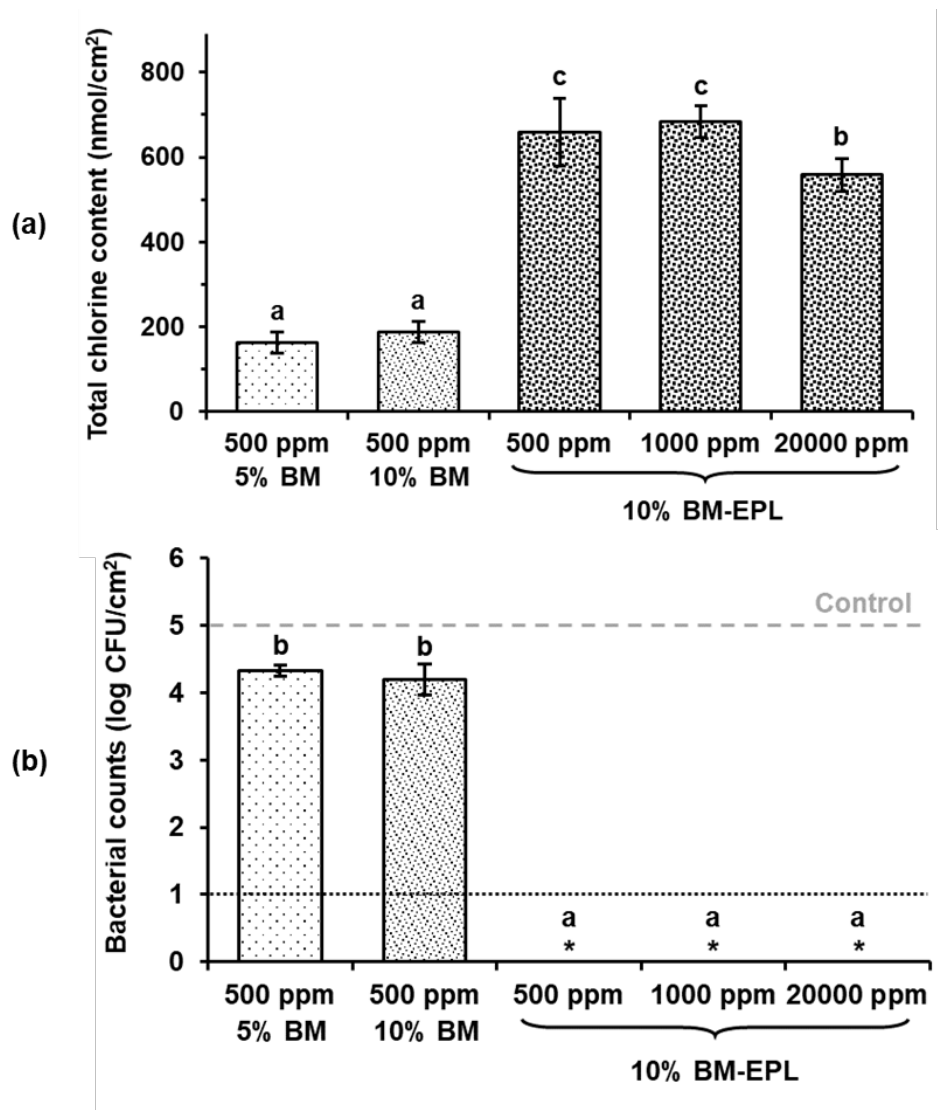 (a)
Total chlorine content (nmol/cm²)
800
600
400
200
0
a
a
c
c
b
500 ppm 500 ppm 500 ppm 1000 ppm 20000 ppm
5% BM 10% BM
10% BM-EPL
(b)
Bacterial counts (log CFU/cm²)
6
5
4
3
2
1
0
Control
b
b
a a a
* * *
500 ppm 500 ppm 500 ppm 1000 ppm 20000 ppm
5% BM 10% BM
10% BM-EPL